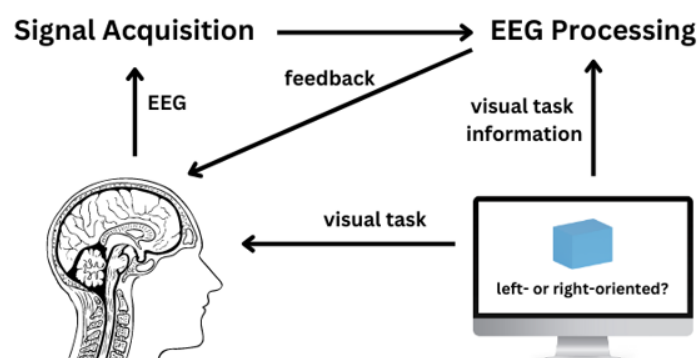 Signal Acquisition
EEG Processing
feedback
EEG
visual task
information
visual task
left- or right-oriented?